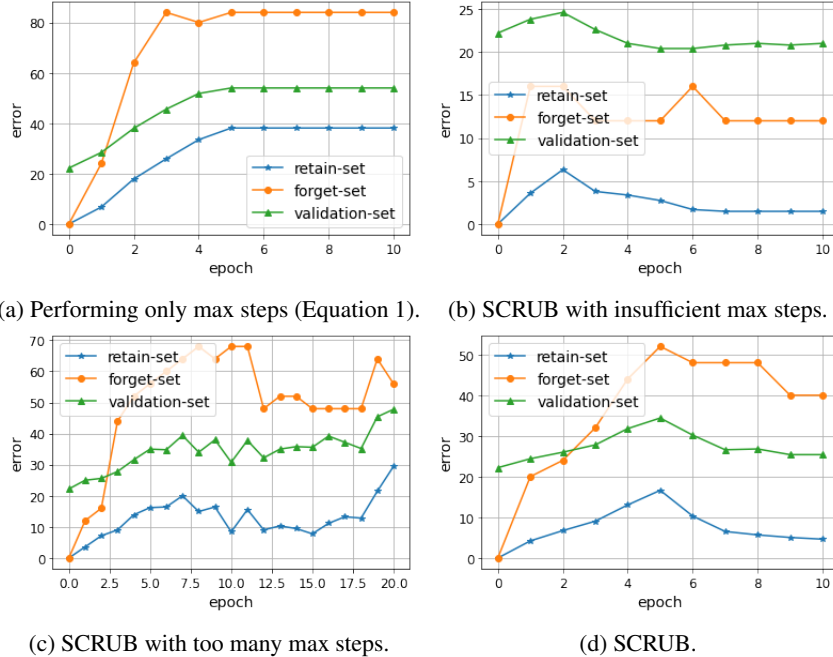 80
60
40
20
0
error
retain-set
forget-set
validation-set
0 2 4 6 8 10
epoch
25
20
15
10
5
0
error
retain-set
forget-set
validation-set
0 2 4 6 8 10
epoch
(a) Performing only max steps (Equation 1).
(b) SCRUB with insufficient max steps.
70
60
50
40
30
20
10
0
error
retain-set
forget-set
validation-set
0.0 2.5 5.0 7.5 10.0 12.5 15.0 17.5 20.0
epoch
50
40
30
20
10
0
error
retain-set
forget-set
validation-set
0 2 4 6 8 10
epoch
(c) SCRUB with too many max steps.
(d) SCRUB.